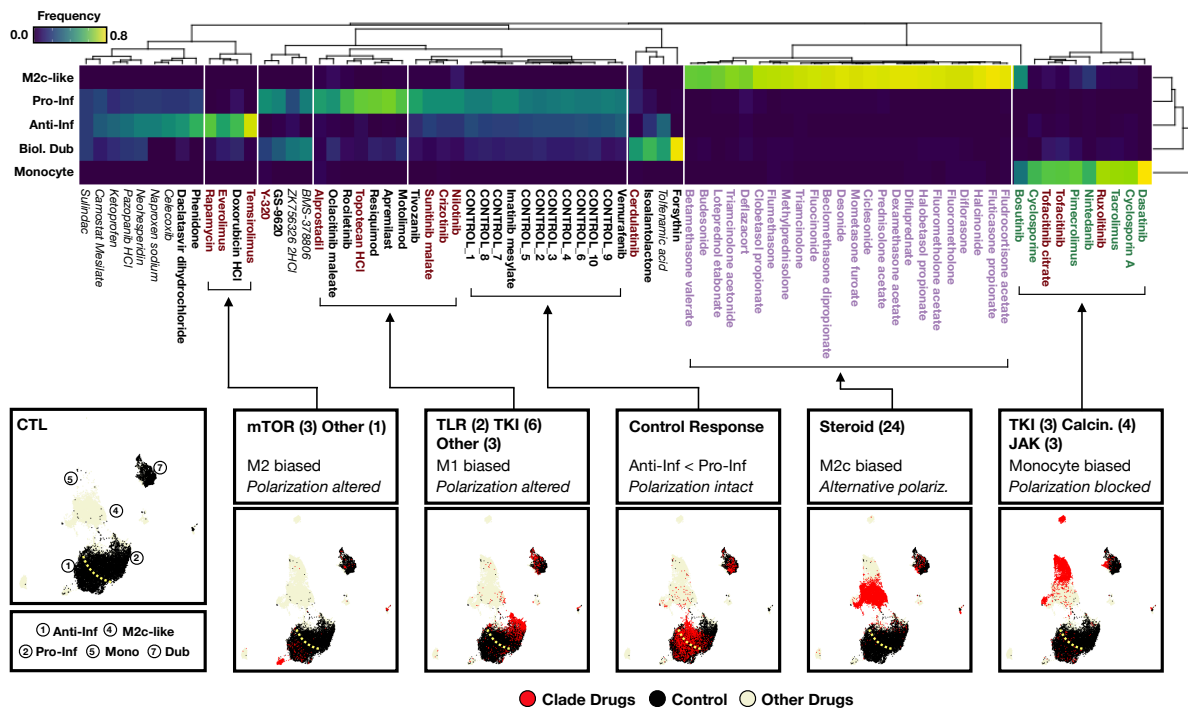 Frequency
0.0
0.8
M2c-like
Pro-Inf
Anti-Inf
Biol. Dub
Monocyte
Sulindac
Camostat Mesilate
Ketoprofen
Pazopanib HCl
Neohesperidin
Naproxen sodium
Celecoxib
Daclatasvir dihydrochloride
Phenidone
Rapamycin
Everolimus
Doxorubicin HCl
Temsirolimus
Y-320
GS-9620
ZK756326 2HCl
BMS-378806
Alprostadil
Oclacitinib maleate
Rociletinib
Topotecan HCl
Resiquimod
Apremilast
Motolimod
Tivozanib
Sunitinib malate
Crizotinib
Nilotinib
CONTROL_1
CONTROL_8
CONTROL_7
Imatinib mesylate
CONTROL_5
CONTROL_2
CONTROL_3
CONTROL_4
CONTROL_6
CONTROL_10
CONTROL_9
Vemurafenib
Cerdulatinib
Isoalantolactone
Tolfenamic acid
Forsythin
Betamethasone valerate
Budesonide
Loteprednol etabonate
Triamcinolone acetonide
Deflazacort
Clobetasol propionate
Flumethasone
Methylprednisolone
Triamcinolone
Fluocinonide
Beclomethasone dipropionate
Desonide
Mometasone furoate
Ciclesonide
Prednisolone acetate
Dexamethasone acetate
Difluprednate
Halobetasol propionate
Fluorometholone acetate
Fluorometholone
Diflorasone
Halcinonide
Fluticasone propionate
Fludrocortisone acetate
Bosutinib
Cyclosporine
Tofacitinib
Tofacitinib citrate
Pimecrolimus
Nintedanib
Ruxolitinib
Tacrolimus
Cyclosporin A
Dasatinib
CTL
5
7
4
1
2
1 Anti-Inf 4 M2c-like
2 Pro-Inf 5 Mono 7 Dub
mTOR (3) Other (1)
M2 biased
Polarization altered
TLR (2) TKI (6)
Other (3)
M1 biased
Polarization altered
Control Response
Anti-Inf < Pro-Inf
Polarization intact
Steroid (24)
M2c biased
Alternative polariz.
TKI (3) Calcin. (4)
JAK (3)
Monocyte biased
Polarization blocked
Clade Drugs
Control
Other Drugs